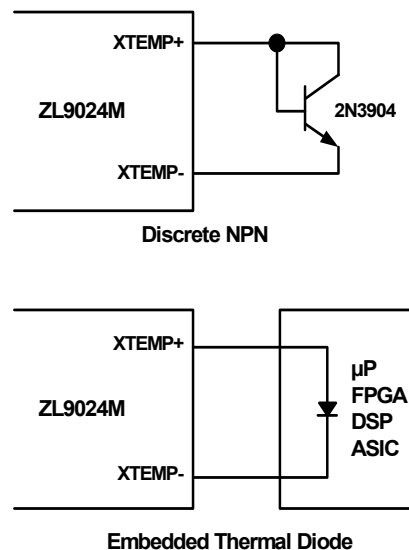 XTEMP+
ZL9024M
2N3904
XTEMP-
Discrete NPN
XTEMP+
µP
FPGA
ZL9024M
DSP
ASIC
XTEMP-
Embedded Thermal Diode